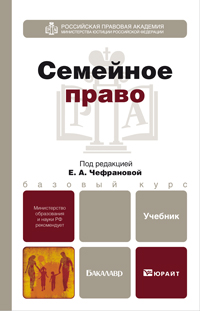 РОССИЙСКАЯ ПРАВОВАЯ АКАДЕМИЯ
МИНИСТЕРСТВА ЮСТИЦИИ РОССИЙСКОЙ ФЕДЕРАЦИИ
Семейное
право
Под редакцией
Е. А. Чефрановой
базовый курс
Министерство
образования
и науки РФ
рекомендует
Учебник
БАКАЛАВР
ЮРАЙТ